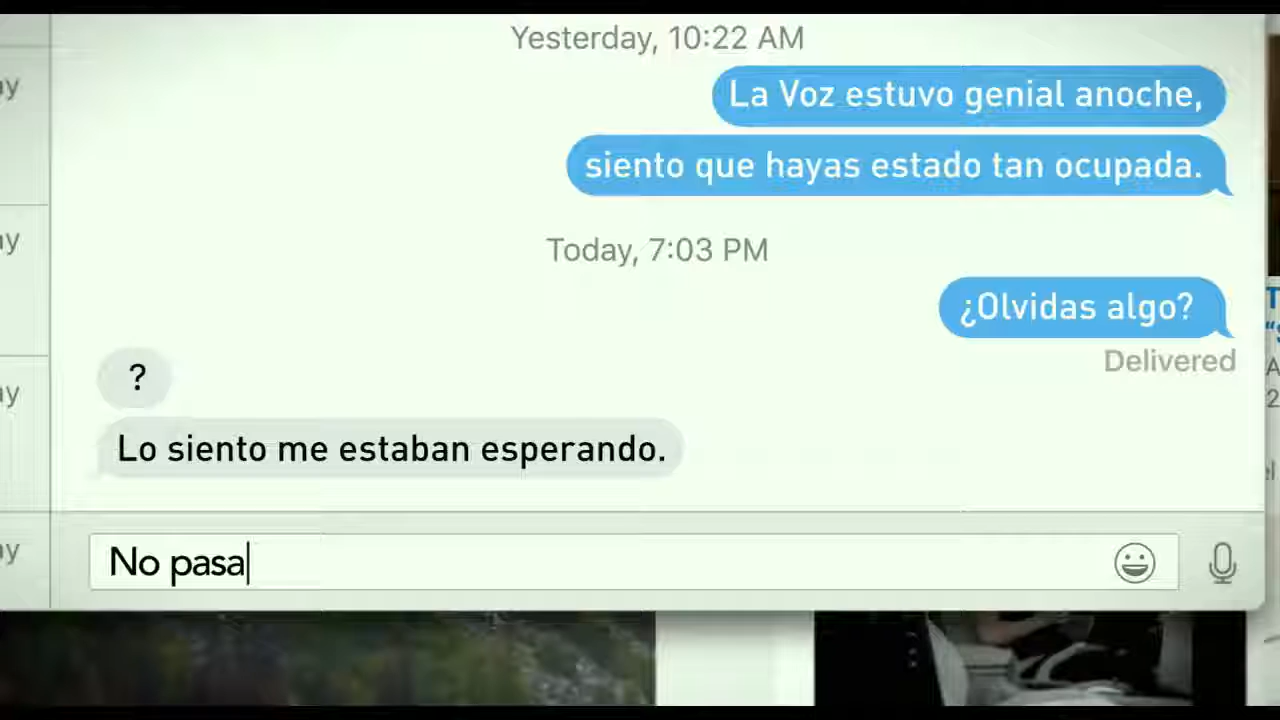 Yesterday, 10:22 AM
La Voz estuvo genial anoche,
siento que hayas estado tan ocupada.
Today, 7:03 PM
¿Olvidas algo?
Delivered
?
Lo siento me estaban esperando.
No pasa